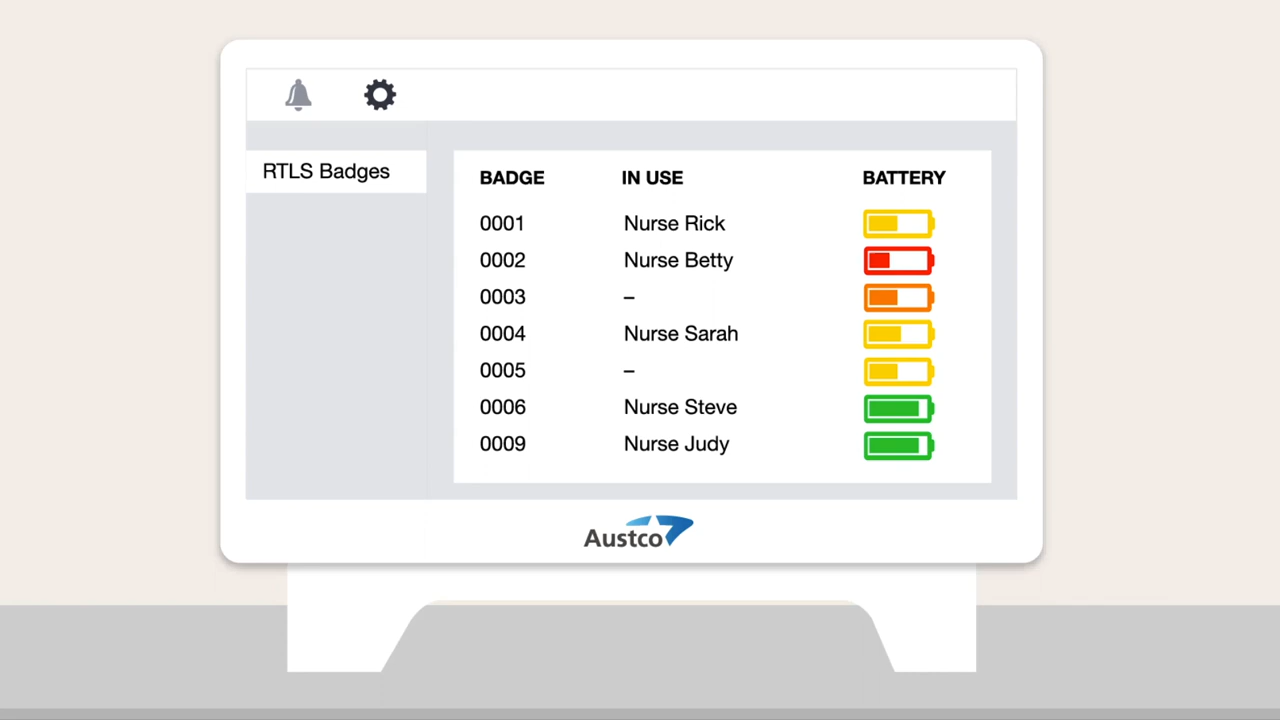 RTLS Badges
BADGE IN USE BATTERY
0001 Nurse Rick
0002 Nurse Betty
0003 –
0004 Nurse Sarah
0005 –
0006 Nurse Steve
0009 Nurse Judy
Austco